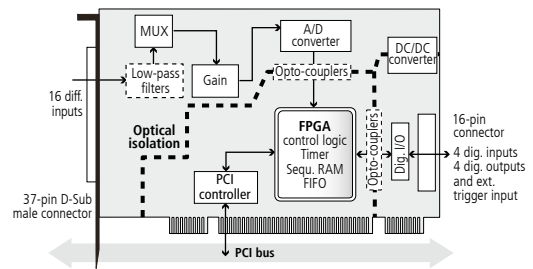 MUX
A/D
converter
DC/DC
converter
Low-pass
filters
Gain
Opto-couplers
16 diff.
inputs
Optical
isolation
FPGA
control logic
Timer
Sequ. RAM
FIFO
Opto-couplers
Dig. I/O
16-pin
connector
4 dig. inputs
4 dig. outputs
and ext.
trigger input
PCI
controller
37-pin D-Sub
male connector
PCI bus